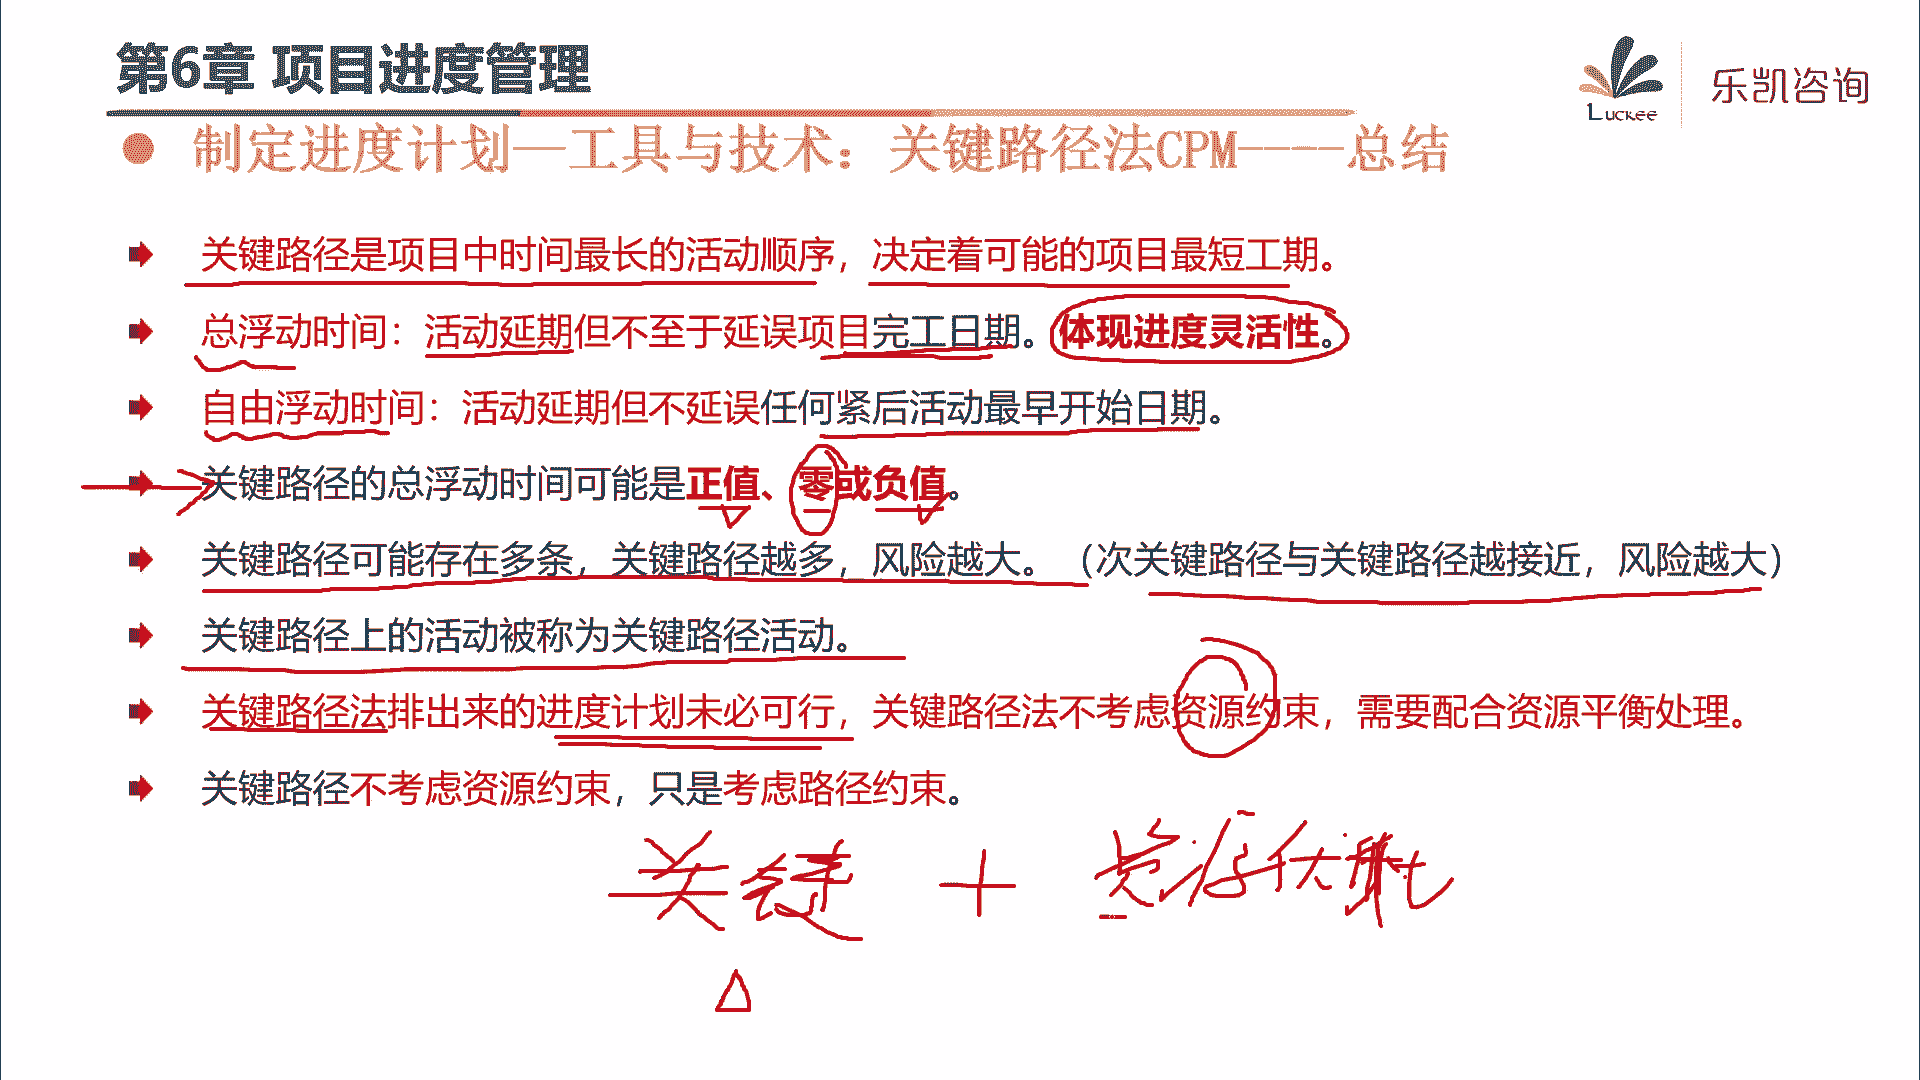 第6章 项目进度管理
Luckee
乐凯咨询
制定进度计划—工具与技术：关键路径法CPM----总结
关键路径是项目中时间最长的活动顺序，决定着可能的项目最短工期。
总浮动时间：活动延期但不至于延误项目完工日期。体现进度灵活性。
自由浮动时间：活动延期但不延误任何紧后活动最早开始日期。
关键路径的总浮动时间可能是正值、零或负值。
关键路径可能存在多条，关键路径越多，风险越大。（次关键路径与关键路径越接近，风险越大）
关键路径上的活动被称为关键路径活动。
关键路径法排出来的进度计划未必可行，关键路径法不考虑资源约束，需要配合资源平衡处理。
关键路径不考虑资源约束，只是考虑路径约束。
关键 + 资源优化